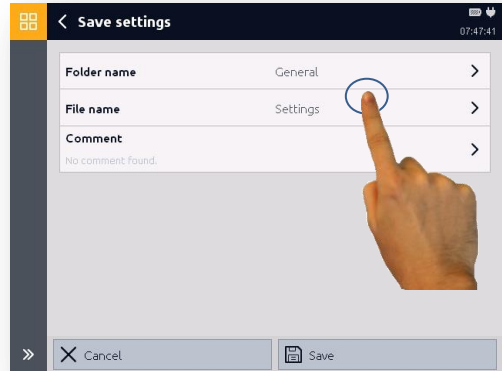 Save settings
07:47:41
Folder name General
File name Settings
Comment
No comment found.
Cancel
Save